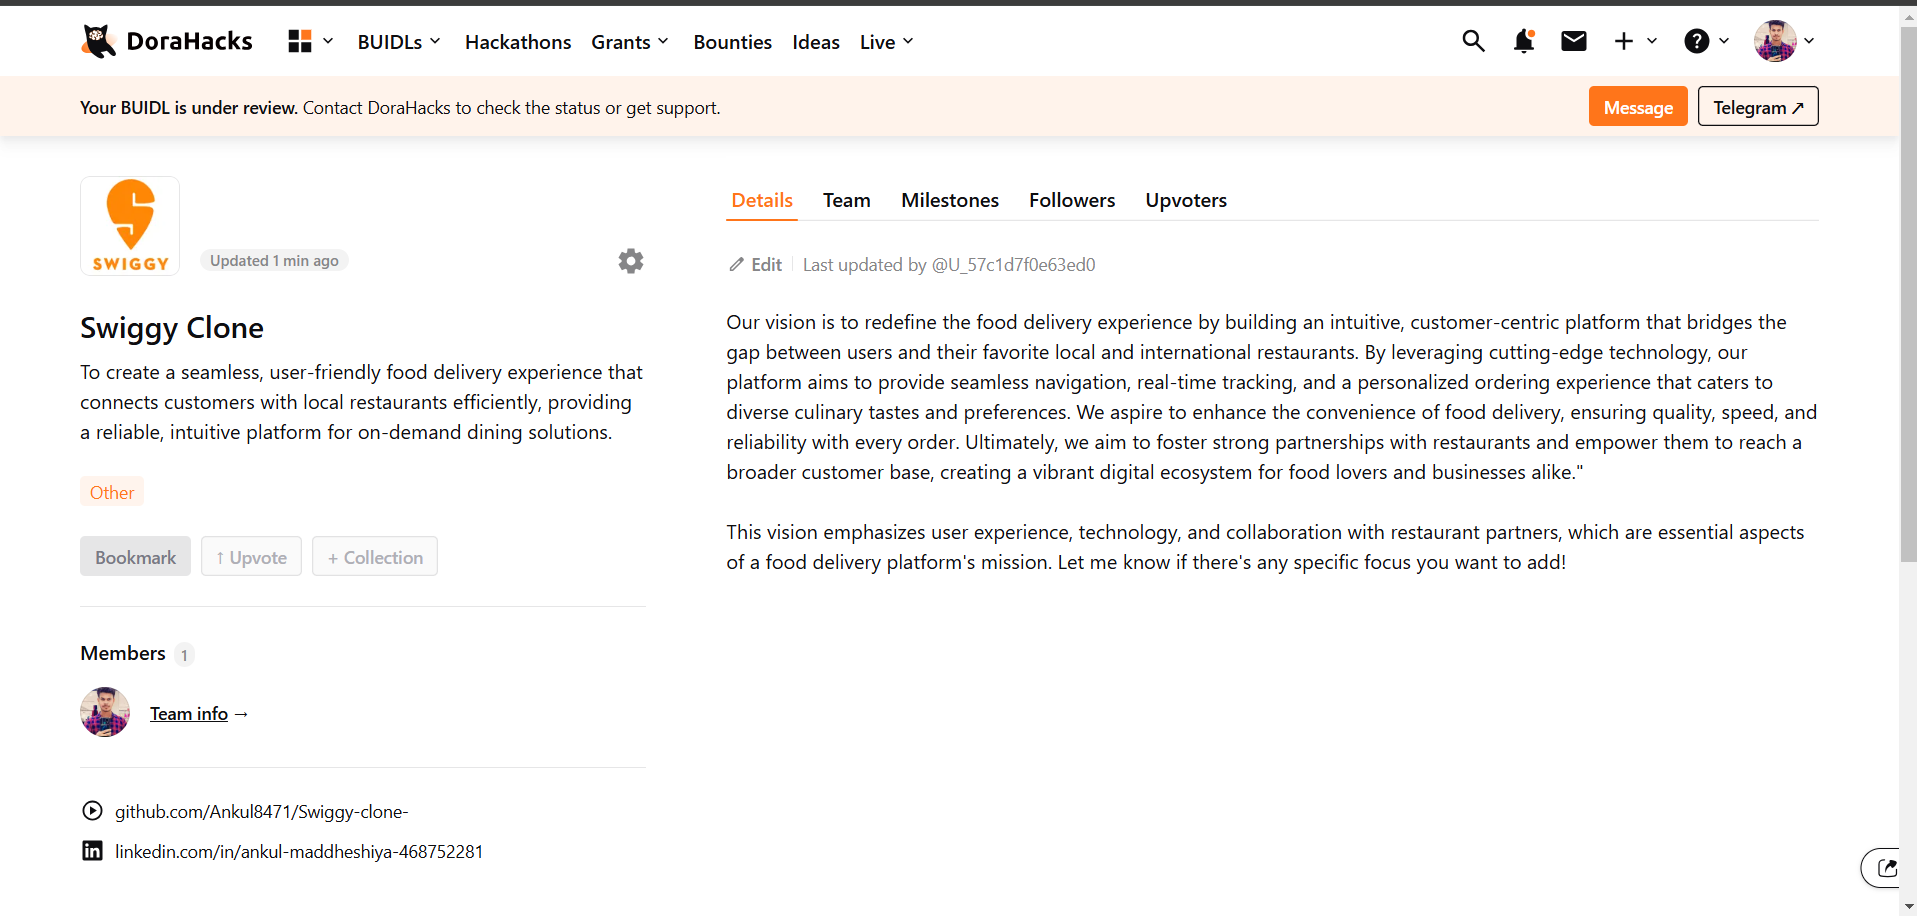 DoraHacks
BUIDLs
Hackathons
Grants
Bounties
Ideas
Live
Your BUIDL is under review. Contact DoraHacks to check the status or get support.
Message
Telegram ↗
SWIGGY
Updated 1 min ago
Swiggy Clone
To create a seamless, user-friendly food delivery experience that
connects customers with local restaurants efficiently, providing
a reliable, intuitive platform for on-demand dining solutions.
Other
Bookmark
↑ Upvote
+ Collection
Members 1
Team info →
github.com/Ankul8471/Swiggy-clone-
linkedin.com/in/ankul-maddheshiya-468752281
Details
Team
Milestones
Followers
Upvoters
Edit
Last updated by @U_57c1d7f0e63ed0
Our vision is to redefine the food delivery experience by building an intuitive, customer-centric platform that bridges the
gap between users and their favorite local and international restaurants. By leveraging cutting-edge technology, our
platform aims to provide seamless navigation, real-time tracking, and a personalized ordering experience that caters to
diverse culinary tastes and preferences. We aspire to enhance the convenience of food delivery, ensuring quality, speed, and
reliability with every order. Ultimately, we aim to foster strong partnerships with restaurants and empower them to reach a
broader customer base, creating a vibrant digital ecosystem for food lovers and businesses alike."
This vision emphasizes user experience, technology, and collaboration with restaurant partners, which are essential aspects
of a food delivery platform's mission. Let me know if there's any specific focus you want to add!